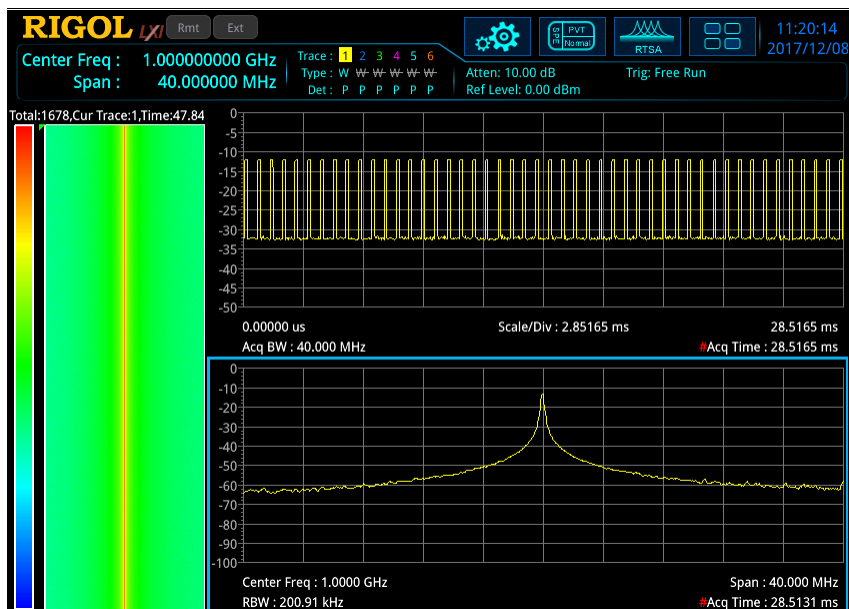 RIGOL LXI Rmt Ext
SPE PVT Normal
RTSA
11:20:14
2017/12/08
Center Freq : 1.000000000 GHz
Span : 40.000000 MHz
Trace : 1 2 3 4 5 6
Type : W W W W W W
Det : P P P P P P
Atten: 10.00 dB
Ref Level: 0.00 dBm
Trig: Free Run
Total:1678,Cur Trace:1,Time:47.84
0
-5
-10
-15
-20
-25
-30
-35
-40
-45
-50
0.00000 us Scale/Div : 2.85165 ms 28.5165 ms
Acq BW : 40.000 MHz #Acq Time : 28.5165 ms
0
-10
-20
-30
-40
-50
-60
-70
-80
-90
-100
Center Freq : 1.0000 GHz Span : 40.000 MHz
RBW : 200.91 kHz #Acq Time : 28.5131 ms